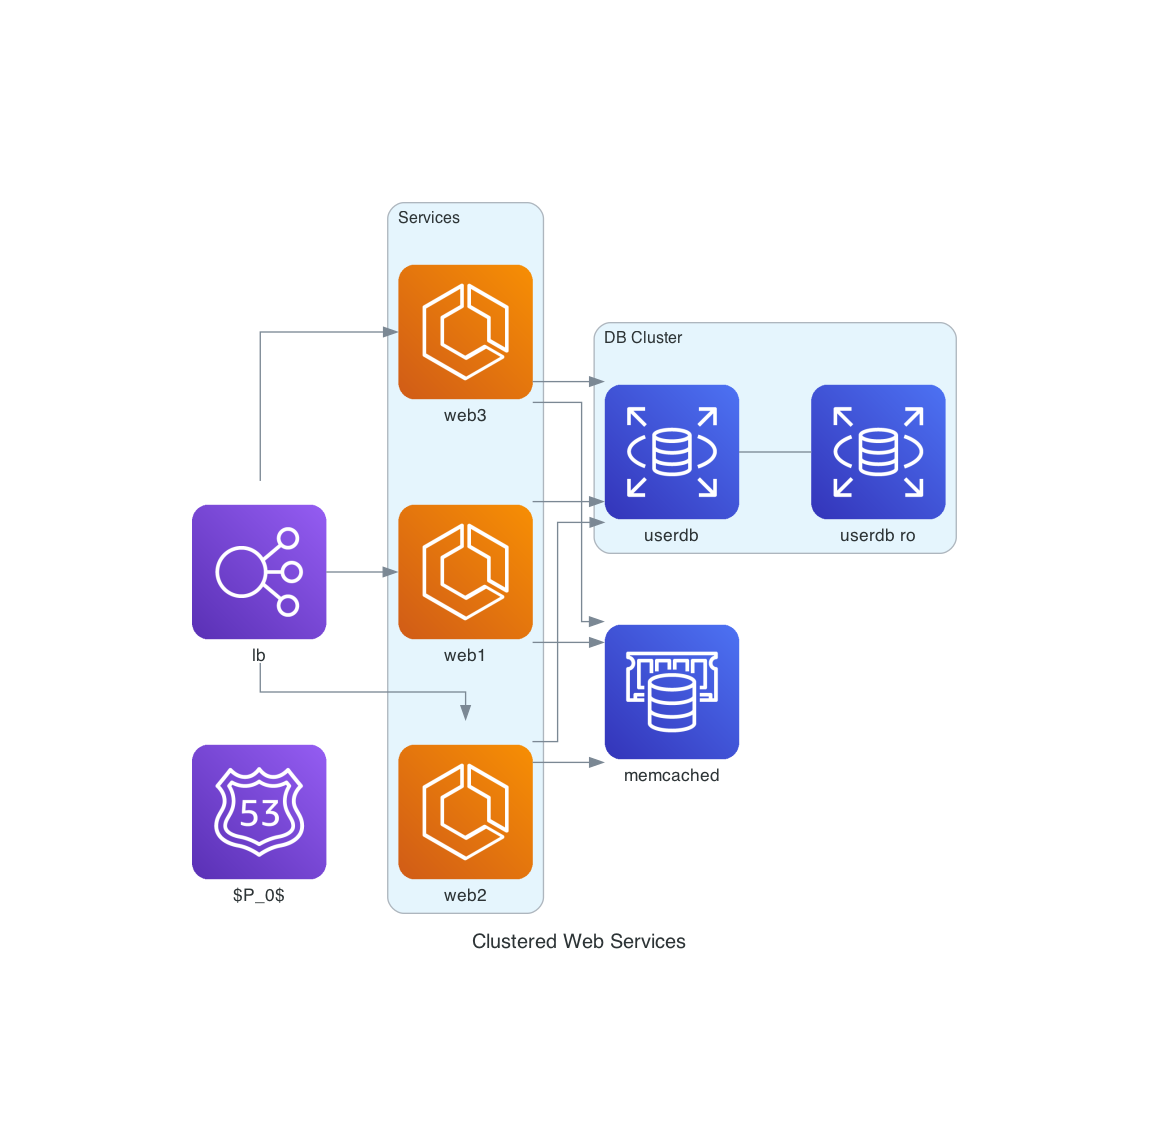 Services
web3
DB Cluster
userdb
userdb ro
lb
web1
memcached
53
$P_0$
web2
Clustered Web Services